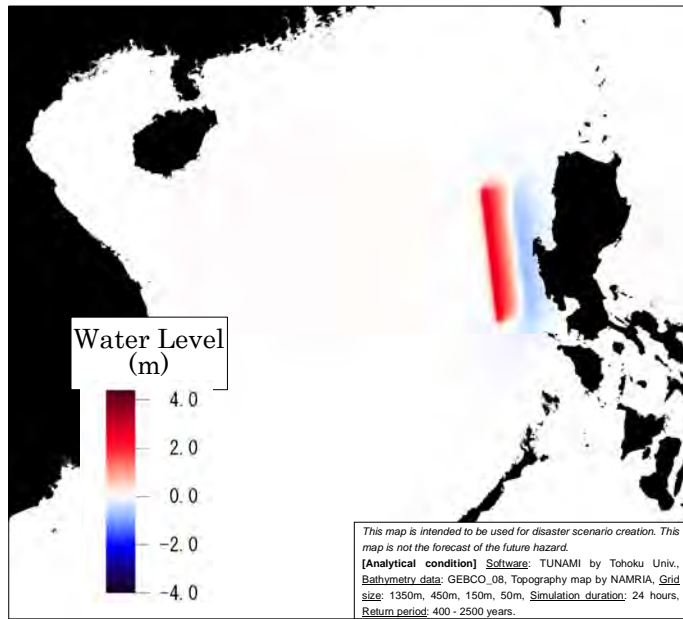 Water Level
(m)
4.0
2.0
0.0
-2.0
-4.0
This map is intended to be used for disaster scenario creation. This
map is not the forecast of the future hazard.
[Analytical condition] Software: TUNAMI by Tohoku Univ.,
Bathymetry data: GEBCO_08, Topography map by NAMRIA, Grid
size: 1350m, 450m, 150m, 50m, Simulation duration: 24 hours,
Return period: 400 - 2500 years.